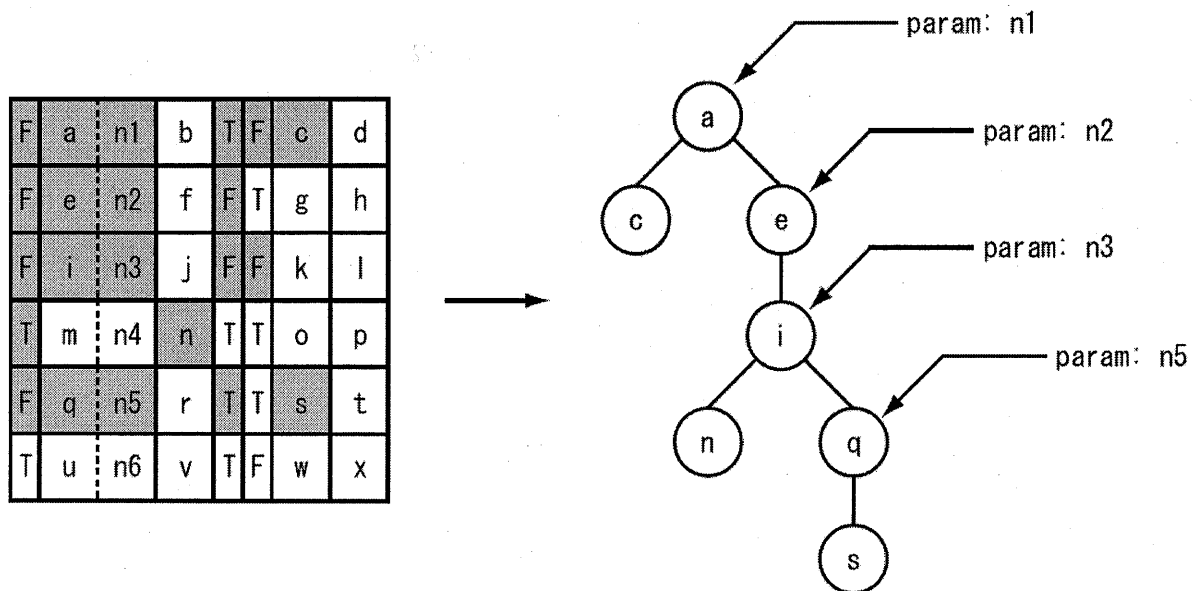 F a n1 b T F c d
F e n2 f F T g h
F i n3 j F F k l
T m n4 n T T o p
F q n5 r T T s t
T u n6 v T F w x
param: n1
a
param: n2
c e
param: n3
i
param: n5
n q
s